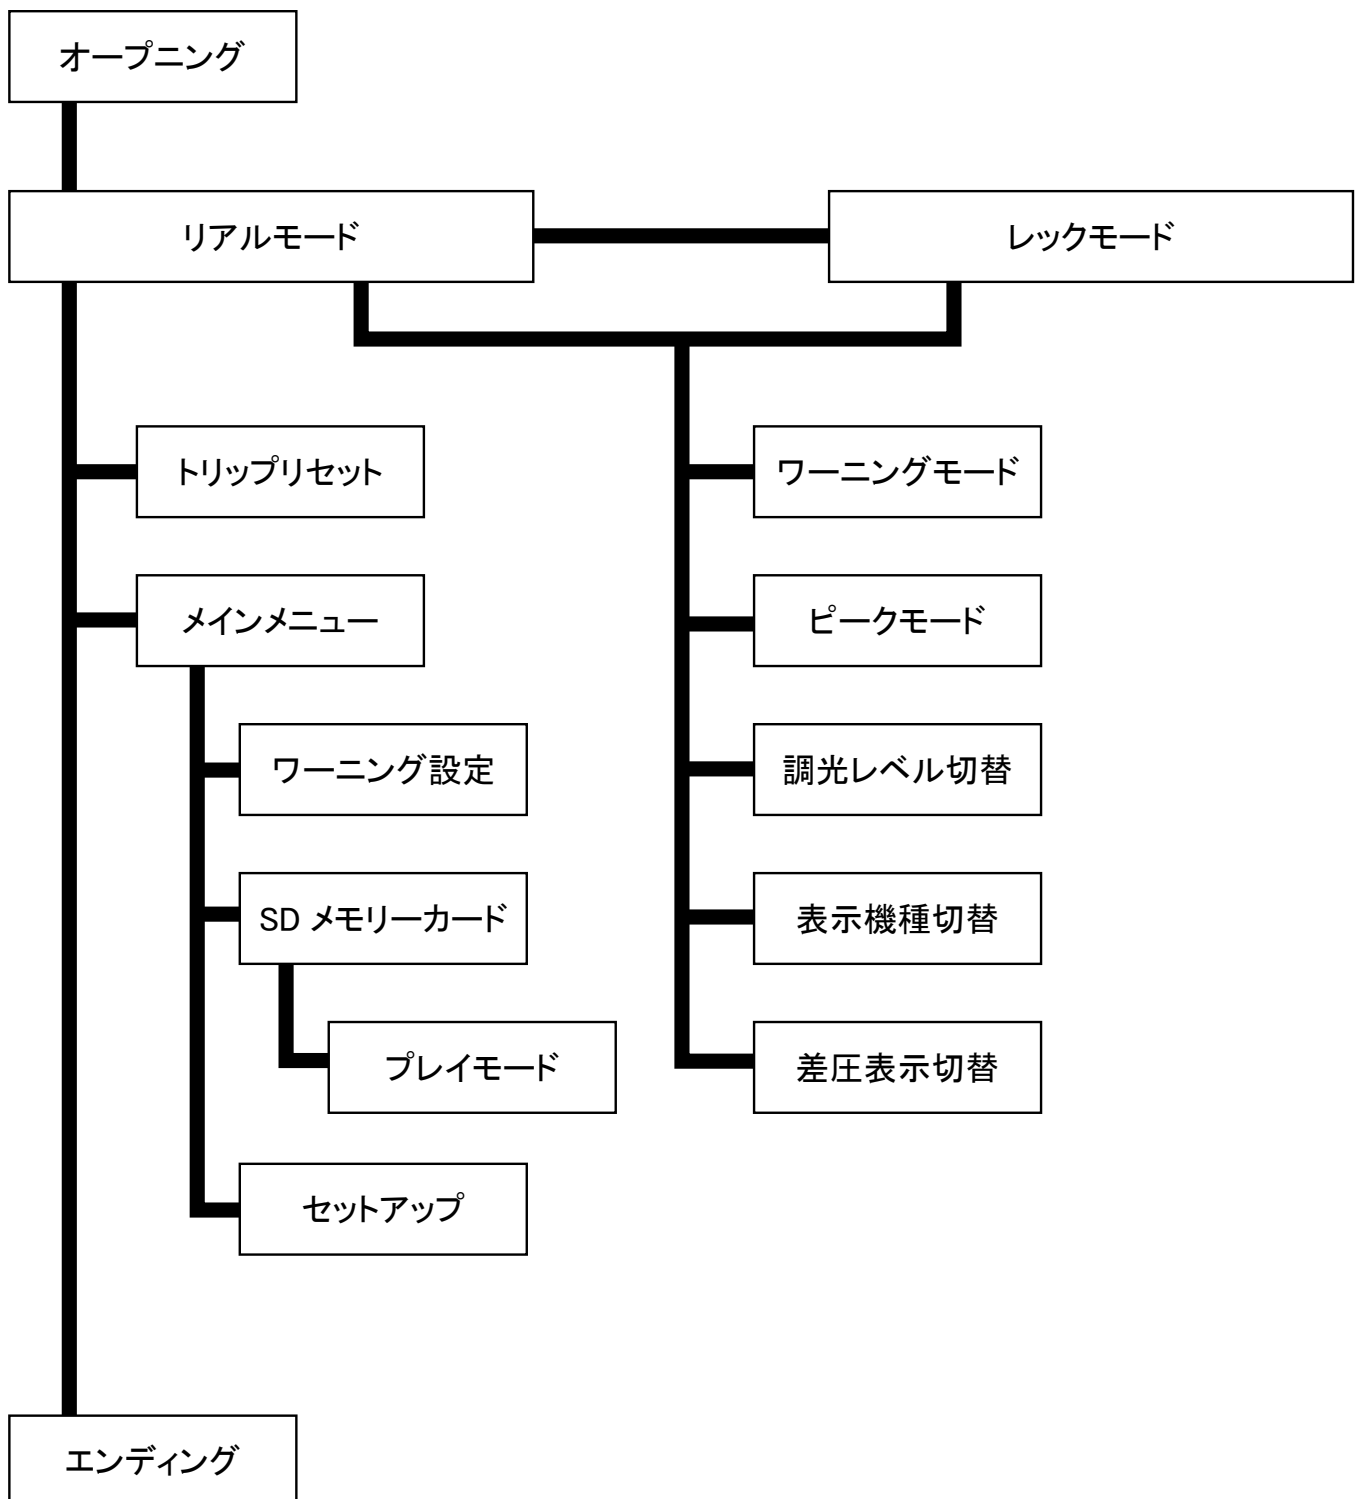 オープニング
リアルモード
レックモード
トリップリセット
ワーニングモード
メインメニュー
ピークモード
ワーニング設定
調光レベル切替
SD メモリーカード
表示機種切替
プレイモード
差圧表示切替
セットアップ
エンディング